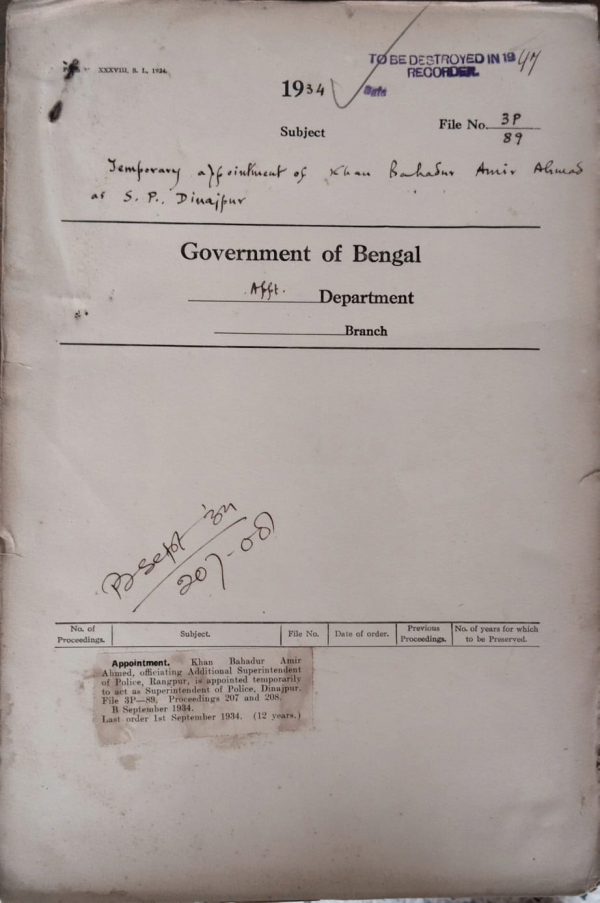 XXXVIII, S. I., 1934.
TO BE DESTROYED IN 1947
RECORDER.
1934
File No. 3P
89
Subject
Temporary appointment of Khan Bahadur Amir Ahmad
as S. P., Dinajpur
Government of Bengal
Appt. Department
Branch
B-Sept '34
207-08
No. of Proceedings. Subject. File No. Date of order. Previous Proceedings. No. of years for which to be Preserved.
Appointment. Khan Bahadur Amir
Ahmed, officiating Additional Superintendent
of Police, Rangpur, is appointed temporarily
to act as Superintendent of Police, Dinajpur.
File 3P—89, Proceedings 207 and 208.
B September 1934.
Last order 1st September 1934. (12 years.)